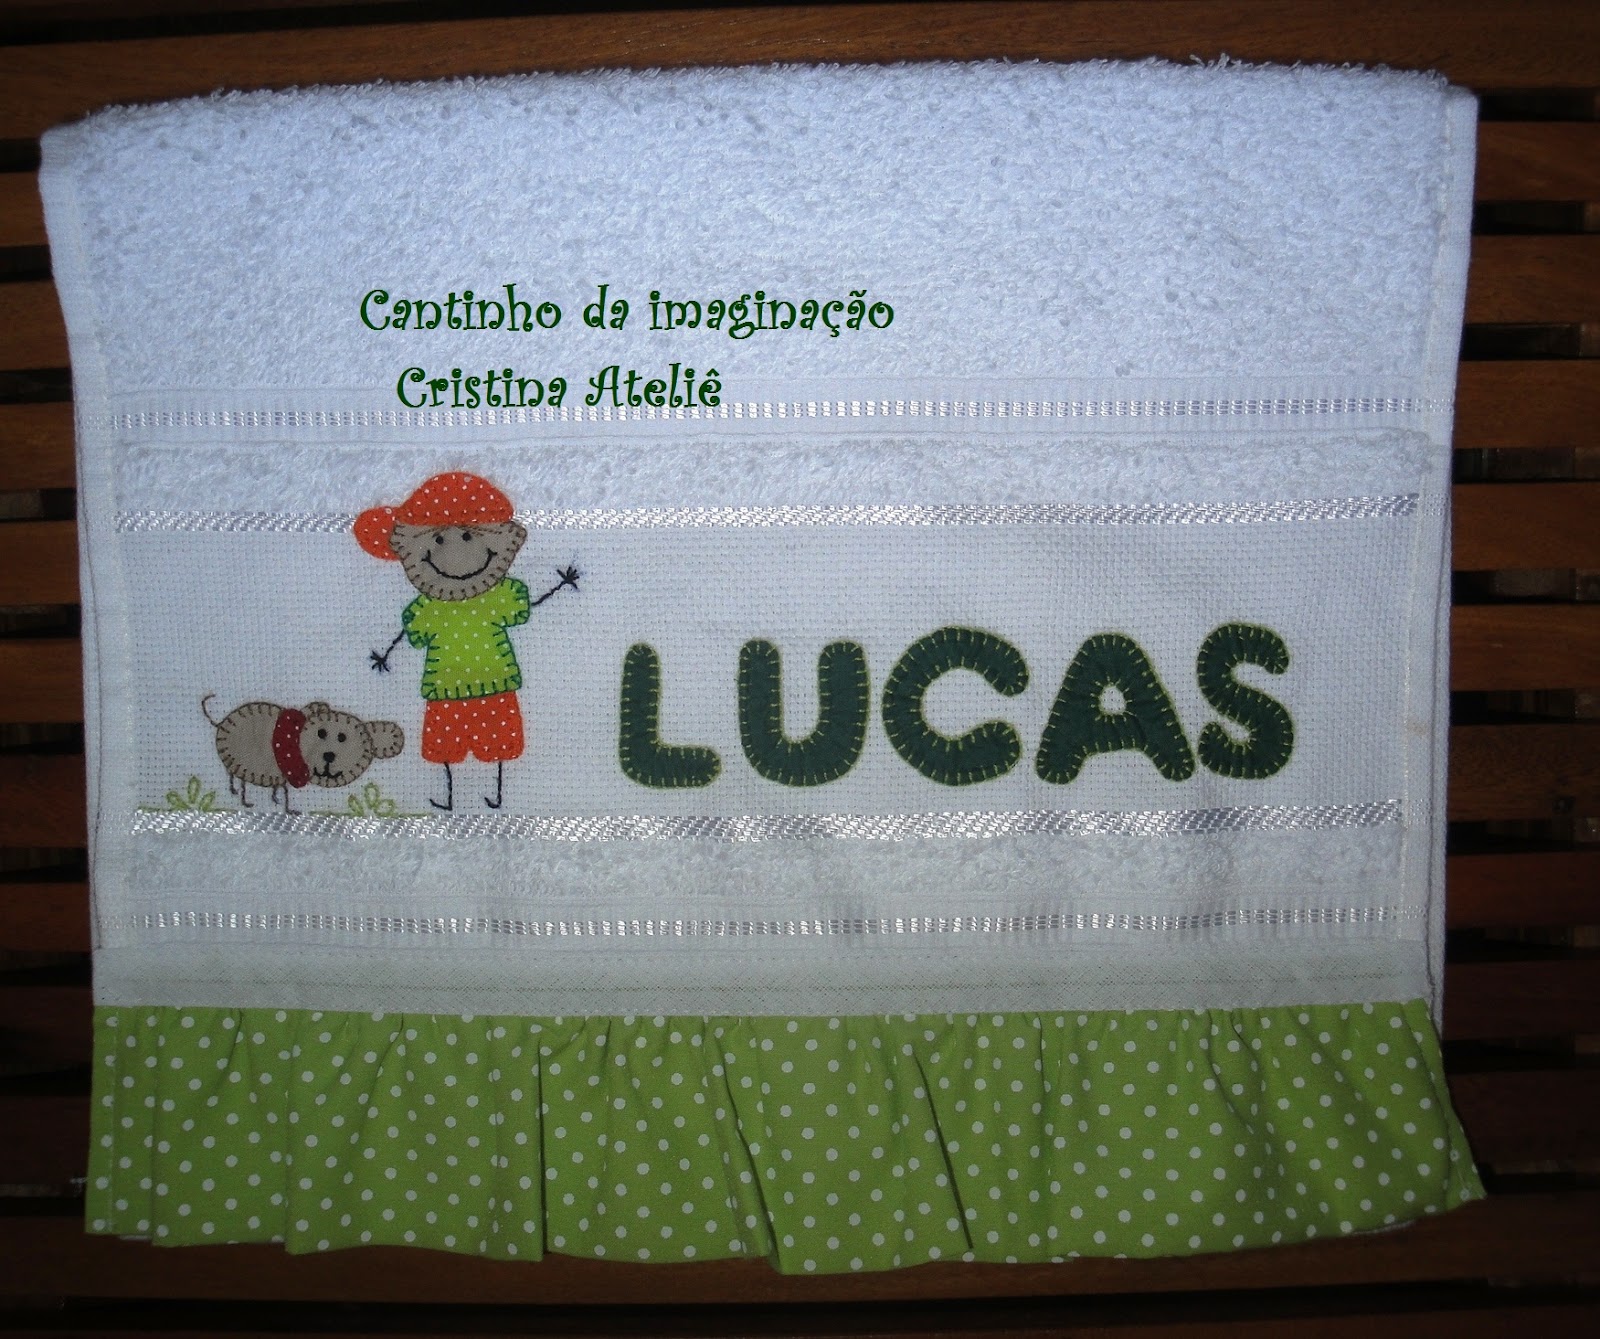 Cantinho da imaginação
Cristina Ateliê
LUCAS